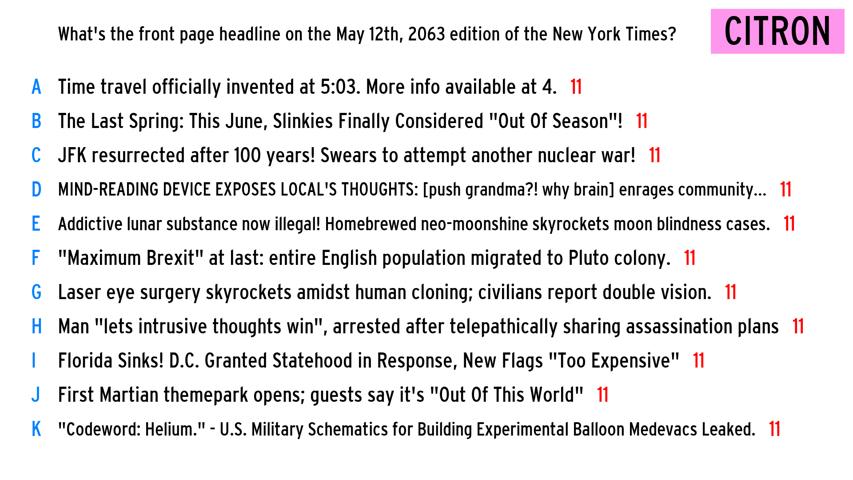 What's the front page headline on the May 12th, 2063 edition of the New York Times?
CITRON
A Time travel officially invented at 5:03. More info available at 4. 11
B The Last Spring: This June, Slinkies Finally Considered "Out Of Season"! 11
C JFK resurrected after 100 years! Swears to attempt another nuclear war! 11
D MIND-READING DEVICE EXPOSES LOCAL'S THOUGHTS: [push grandma?! why brain] enrages community... 11
E Addictive lunar substance now illegal! Homebrewed neo-moonshine skyrockets moon blindness cases. 11
F "Maximum Brexit" at last: entire English population migrated to Pluto colony. 11
G Laser eye surgery skyrockets amidst human cloning; civilians report double vision. 11
H Man "lets intrusive thoughts win", arrested after telepathically sharing assassination plans 11
I Florida Sinks! D.C. Granted Statehood in Response, New Flags "Too Expensive" 11
J First Martian themepark opens; guests say it's "Out Of This World" 11
K "Codeword: Helium." - U.S. Military Schematics for Building Experimental Balloon Medevacs Leaked. 11